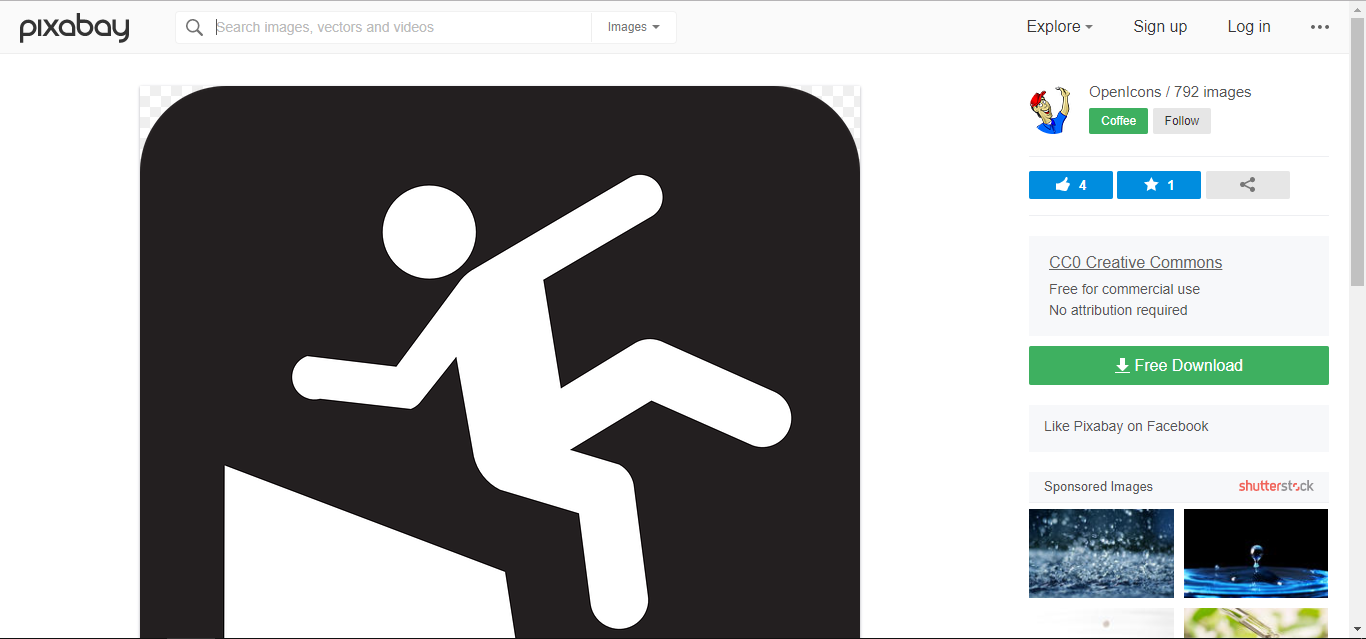 pixabay
Search images, vectors and videos
Images
Explore
Sign up
Log in
OpenIcons / 792 images
Coffee
Follow
4
1
CC0 Creative Commons
Free for commercial use
No attribution required
Free Download
Like Pixabay on Facebook
Sponsored Images
shutterstock